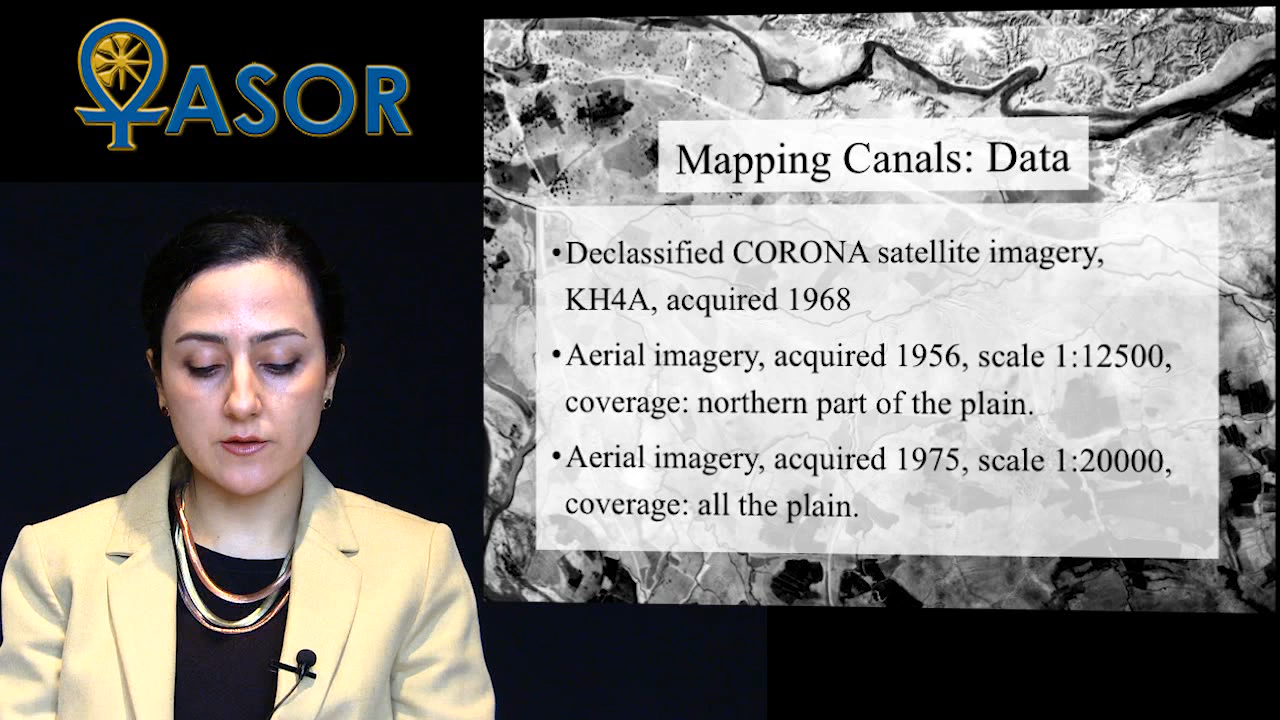 ASOR
Mapping Canals: Data
•Declassified CORONA satellite imagery,
KH4A, acquired 1968
•Aerial imagery, acquired 1956, scale 1:12500,
coverage: northern part of the plain.
•Aerial imagery, acquired 1975, scale 1:20000,
coverage: all the plain.